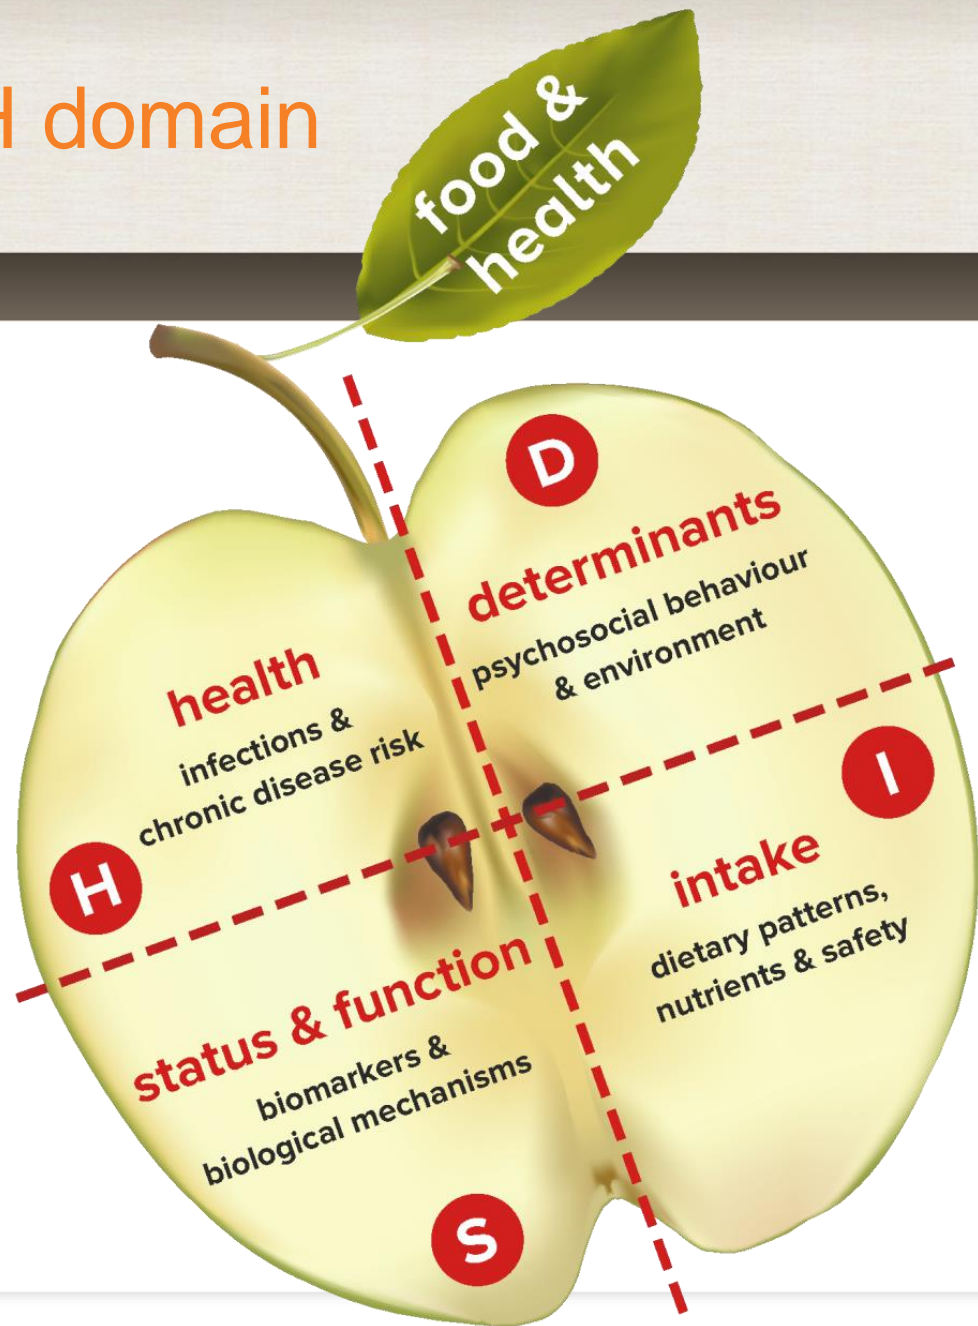 H domain
food &
health
D
determinants
psychosocial behaviour
& environment
I
intake
dietary patterns,
nutrients & safety
S
status & function
biomarkers &
biological mechanisms
H
health
infections &
chronic disease risk